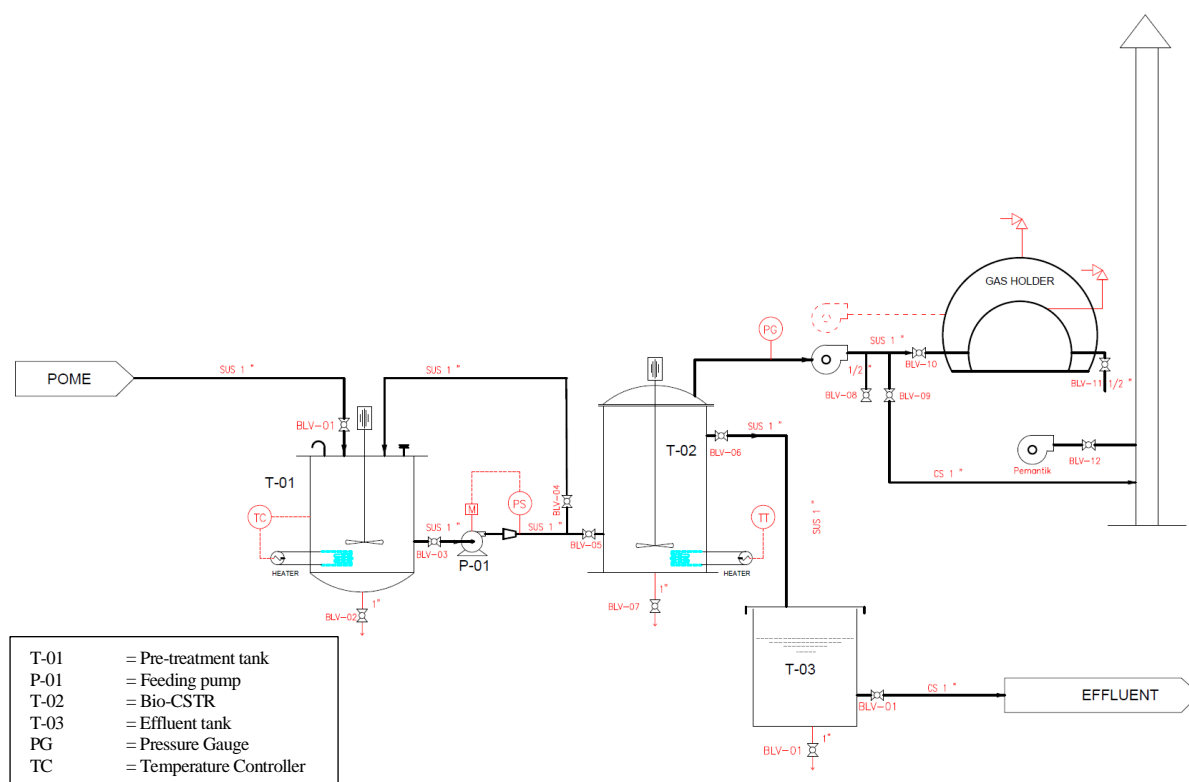 GAS HOLDER
PG
SUS 1 "
BLV-10
1/2 "
BLV-08
BLV-09
BLV-11
1/2 "
POME
SUS 1 "
SUS 1 "
BLV-01
T-02
SUS 1 "
BLV-06
Pemantik
BLV-12
CS 1 "
T-01
TC
HEATER
M
PS
SUS 1 "
SUS 1 "
BLV-03
P-01
BLV-04
BLV-05
TT
HEATER
SUS 1 "
BLV-02
1"
BLV-07
1"
T-03
CS 1 "
BLV-01
EFFLUENT
BLV-01
1"
T-01 = Pre-treatment tank
P-01 = Feeding pump
T-02 = Bio-CSTR
T-03 = Effluent tank
PG = Pressure Gauge
TC = Temperature Controller